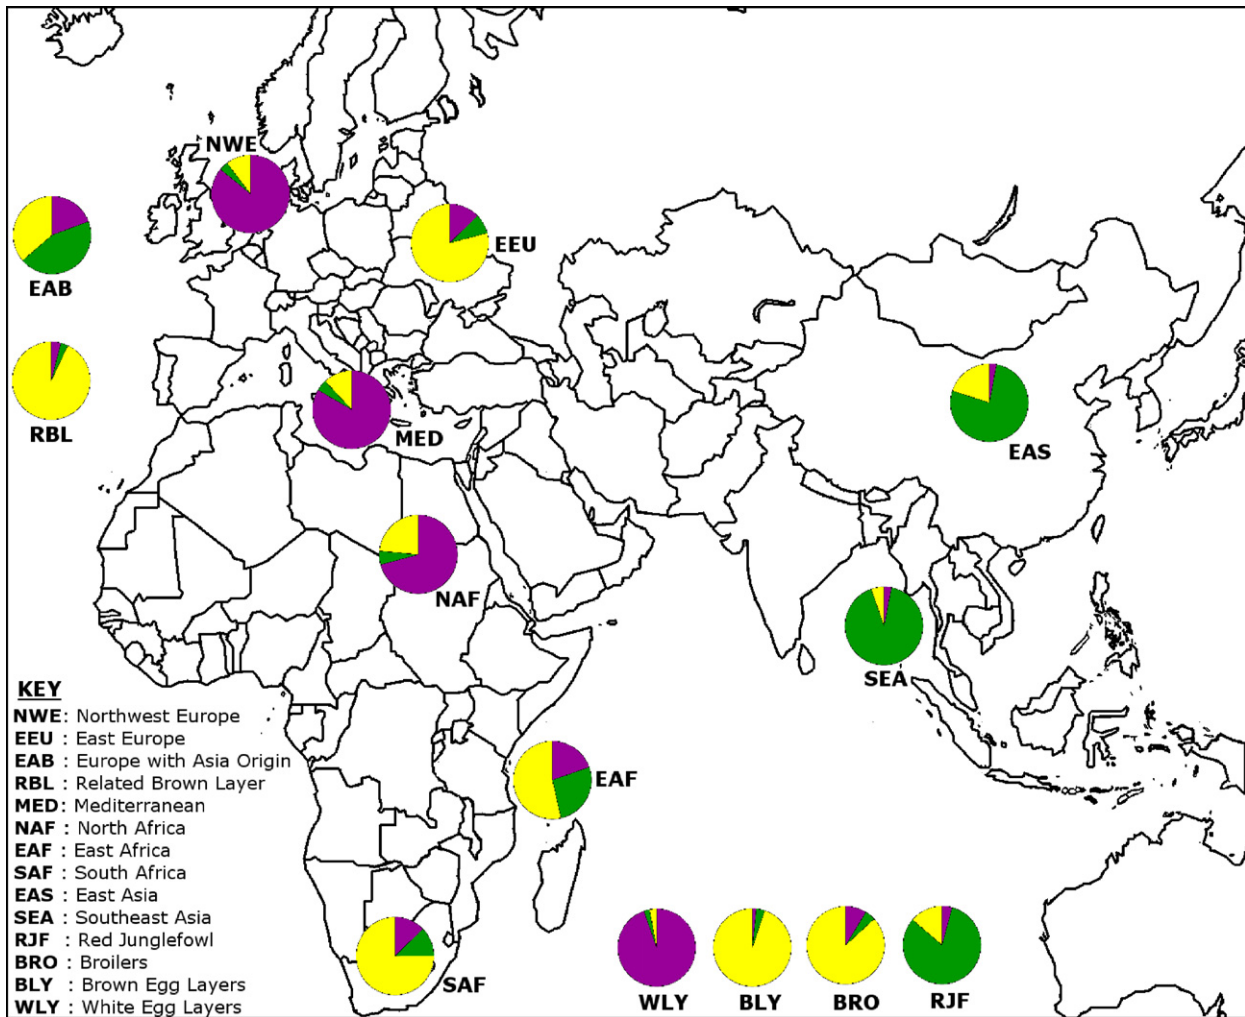 NWE
EEU
EAB
RBL
MED
EAS
NAF
SEA
EAF
SAF
WLY
BLY
BRO
RJF
KEY
NWE: Northwest Europe
EEU : East Europe
EAB : Europe with Asia Origin
RBL : Related Brown Layer
MED: Mediterranean
NAF : North Africa
EAF : East Africa
SAF : South Africa
EAS : East Asia
SEA : Southeast Asia
RJF : Red Junglefowl
BRO : Broilers
BLY : Brown Egg Layers
WLY : White Egg Layers